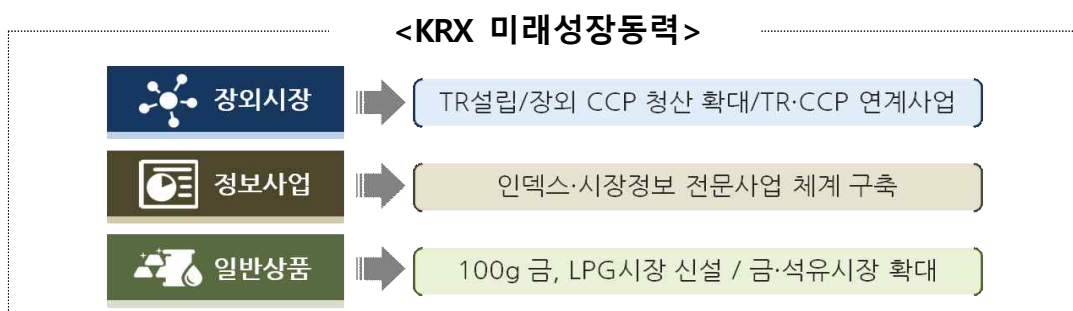 <KRX 미래성장동력>
장외시장
TR설립/장외 CCP 청산 확대/TR·CCP 연계사업
정보사업
인덱스·시장정보 전문사업 체계 구축
일반상품
100g 금, LPG시장 신설 / 금·석유시장 확대